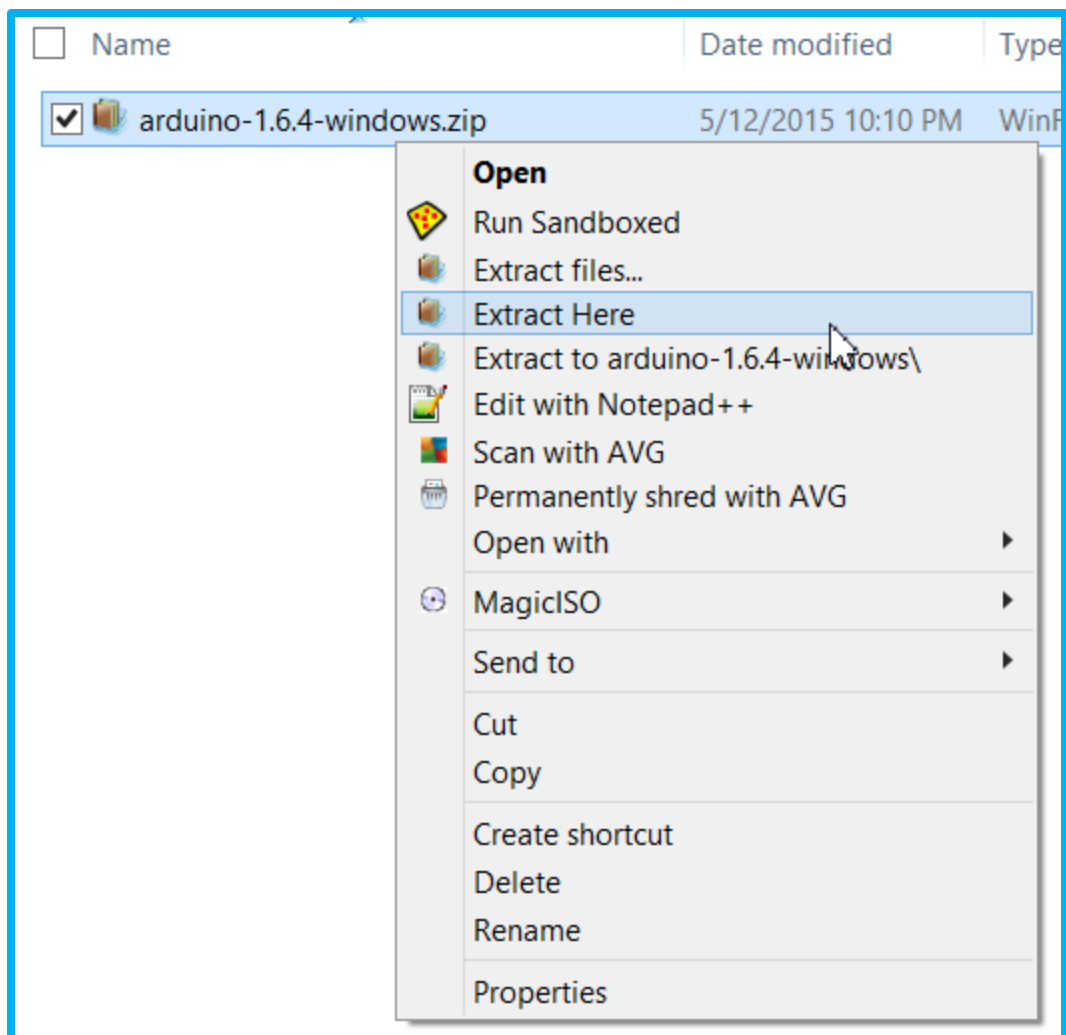 Name Date modified Type
arduino-1.6.4-windows.zip 5/12/2015 10:10 PM WinR
Open
Run Sandboxed
Extract files...
Extract Here
Extract to arduino-1.6.4-windows\
Edit with Notepad++
Scan with AVG
Permanently shred with AVG
Open with
MagicISO
Send to
Cut
Copy
Create shortcut
Delete
Rename
Properties